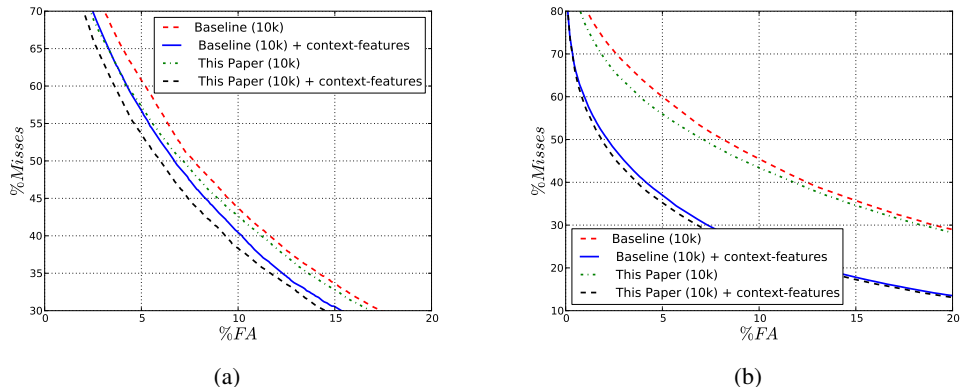 70
65
60
55
50
45
40
35
30
%Misses
0
5
10
15
20
%FA
Baseline (10k)
Baseline (10k) + context-features
This Paper (10k)
This Paper (10k) + context-features
(a)
80
70
60
50
40
30
20
10
%Misses
0
5
10
15
20
%FA
Baseline (10k)
Baseline (10k) + context-features
This Paper (10k)
This Paper (10k) + context-features
(b)